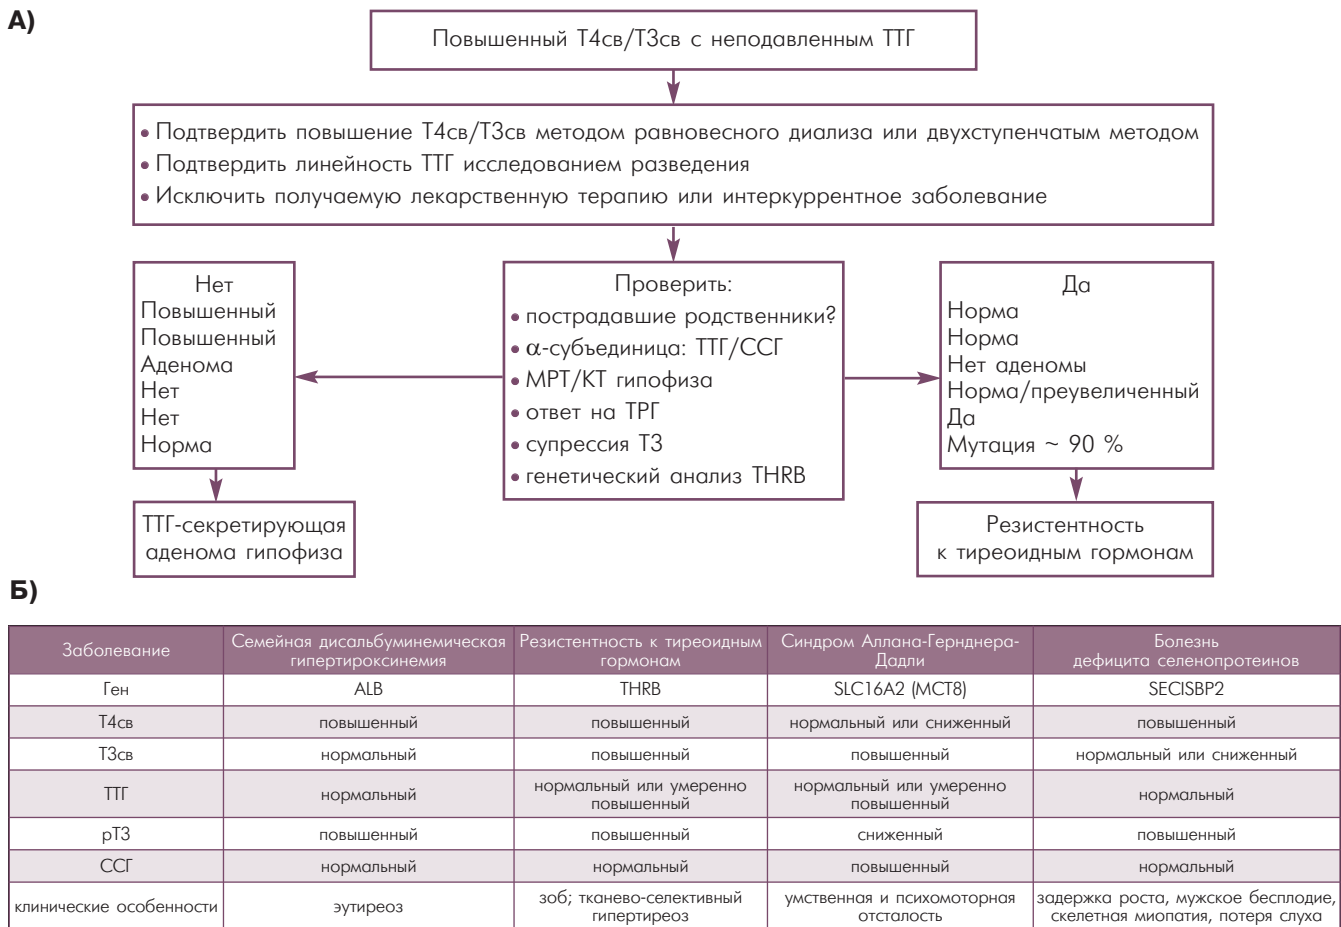 А)
Повышенный Т4св/Т3св с неподавленным ТТГ
• Подтвердить повышение Т4св/Т3св методом равновесного диализа или двухступенчатым методом
• Подтвердить линейность ТТГ исследованием разведения
• Исключить получаемую лекарственную терапию или интеркуррентное заболевание
Нет
Повышенный
Повышенный
Аденома
Нет
Нет
Норма
Проверить:
• пострадавшие родственники?
• α-субъединица: ТТГ/ССГ
• МРТ/КТ гипофиза
• ответ на ТРГ
• супрессия Т3
• генетический анализ THRB
Да
Норма
Норма
Нет аденомы
Норма/преувеличенный
Да
Мутация ~ 90 %
ТТГ-секретирующая
аденома гипофиза
Резистентность
к тиреоидным гормонам
Б)
Заболевание
Семейная дисальбуминемическая
гипертироксинемия
Резистентность к тиреоидным
гормонам
Синдром Аллана-Гернднера-
Дадли
Болезнь
дефицита селенопротеинов
Ген
ALB
THRB
SLC16A2 (MCT8)
SECISBP2
Т4св
повышенный
повышенный
нормальный или сниженный
повышенный
Т3св
нормальный
повышенный
повышенный
нормальный или сниженный
ТТГ
нормальный
нормальный или умеренно
повышенный
нормальный или умеренно
повышенный
нормальный
рТ3
повышенный
повышенный
сниженный
повышенный
ССГ
нормальный
нормальный
повышенный
нормальный
клинические особенности
эутиреоз
зоб; тканево-селективный
гипертиреоз
умственная и психомоторная
отсталость
задержка роста, мужское бесплодие,
скелетная миопатия, потеря слуха